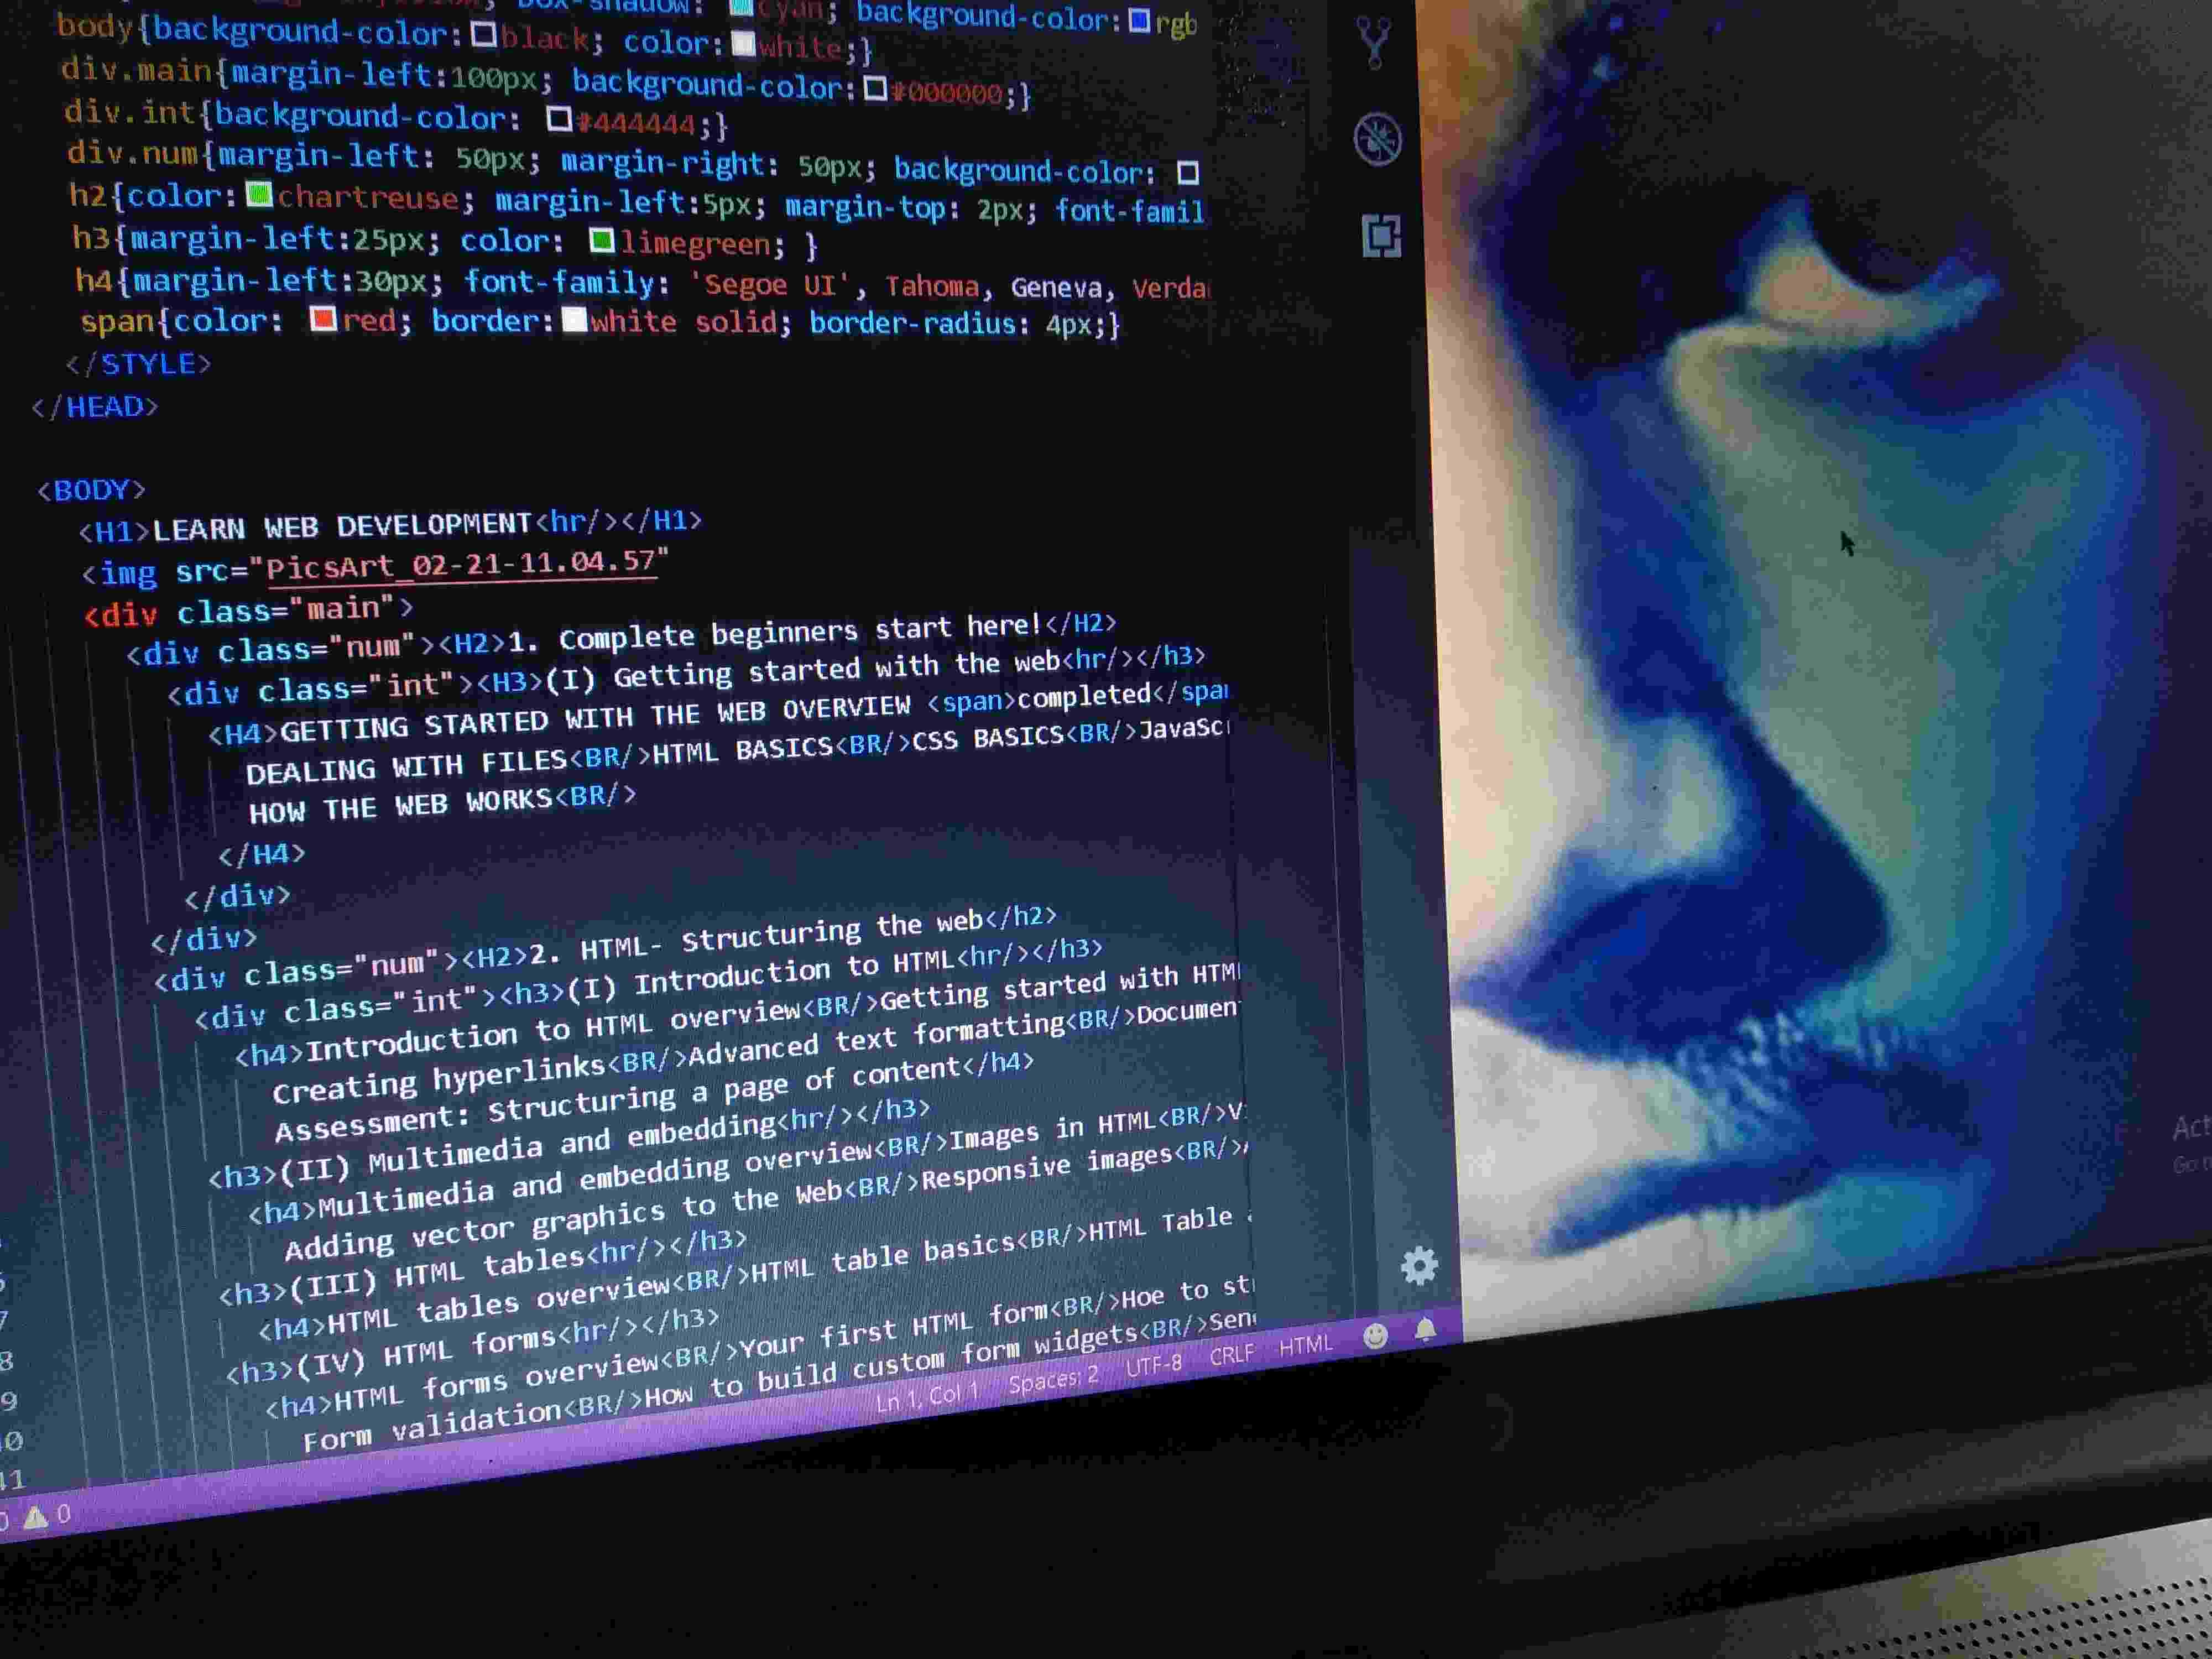 box-shadow: cyan; background-color: rgb
body{background-color: black; color: white;}
div.main{margin-left:100px; background-color: #000000;}
div.int{background-color: #444444;}
div.num{margin-left: 50px; margin-right: 50px; background-color:
h2{color: chartreuse; margin-left:5px; margin-top: 2px; font-famil
h3{margin-left:25px; color: limegreen; }
h4{margin-left:30px; font-family: 'Segoe UI', Tahoma, Geneva, Verda
span{color: red; border: white solid; border-radius: 4px;}
</STYLE>
</HEAD>
<BODY>
<H1>LEARN WEB DEVELOPMENT<hr/></H1>
<img src="PicsArt_02-21-11.04.57"
<div class="main">
<div class="num"><H2>1. Complete beginners start here!</H2>
<div class="int"><H3>(I) Getting started with the web<hr/></h3>
<H4>GETTING STARTED WITH THE WEB OVERVIEW <span>completed</spa
DEALING WITH FILES<BR/>HTML BASICS<BR/>CSS BASICS<BR/>JavaSc
HOW THE WEB WORKS<BR/>
</H4>
</div>
</div>
<div class="num"><H2>2. HTML- Structuring the web</h2>
<div class="int"><h3>(I) Introduction to HTML<hr/></h3>
<h4>Introduction to HTML overview<BR/>Getting started with HTM
Creating hyperlinks<BR/>Advanced text formatting<BR/>Documen
Assessment: Structuring a page of content</h4>
<h3>(II) Multimedia and embedding<hr/></h3>
<h4>Multimedia and embedding overview<BR/>Images in HTML<BR/>V
Adding vector graphics to the Web<BR/>Responsive images<BR/>
<h3>(III) HTML tables<hr/></h3>
<h4>HTML tables overview<BR/>HTML table basics<BR/>HTML Table
<h3>(IV) HTML forms<hr/></h3>
<h4>HTML forms overview<BR/>Your first HTML form<BR/>Hoe to st
Form validation<BR/>How to build custom form widgets<BR/>Sen
7
8
9
0
11
0 0
Ln 1, Col 1 Spaces: 2 UTF-8 CRLF HTML
Act
Go